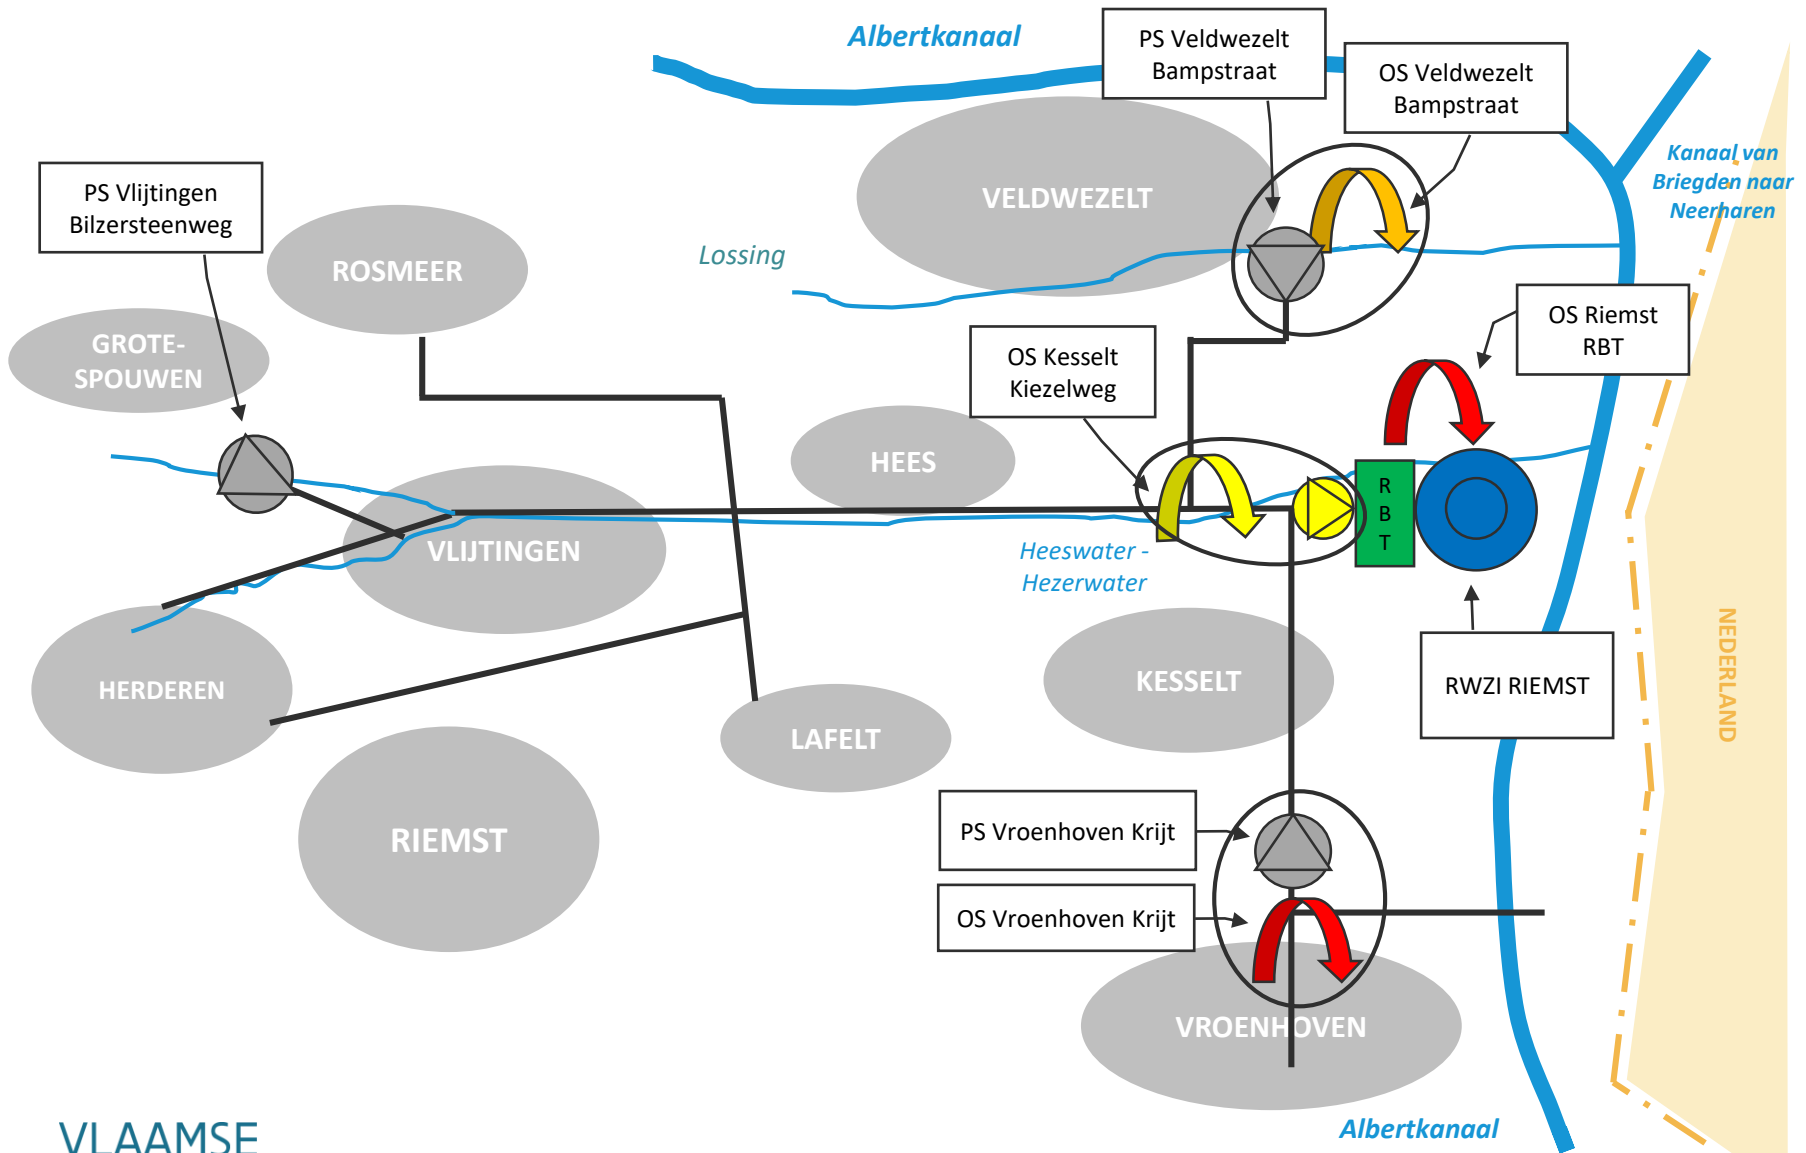 Albertkanaal
PS Veldwezelt
Bampstraat
OS Veldwezelt
Bampstraat
Kanaal van
Briegden naar
Neerharen
PS Vlijtingen
Bilzersteenweg
VELDWEZELT
ROSMEER
Lossing
GROTE-
SPOUWEN
OS Kesselt
Kiezelweg
OS Riemst
RBT
HEES
R
B
T
VLIJTINGEN
Heeswater -
Hezerwater
HERDEREN
KESSELT
RWZI RIEMST
NEDERLAND
LAFELT
RIEMST
PS Vroenhoven Krijt
OS Vroenhoven Krijt
VROENHOVEN
Albertkanaal
VLAAMSE